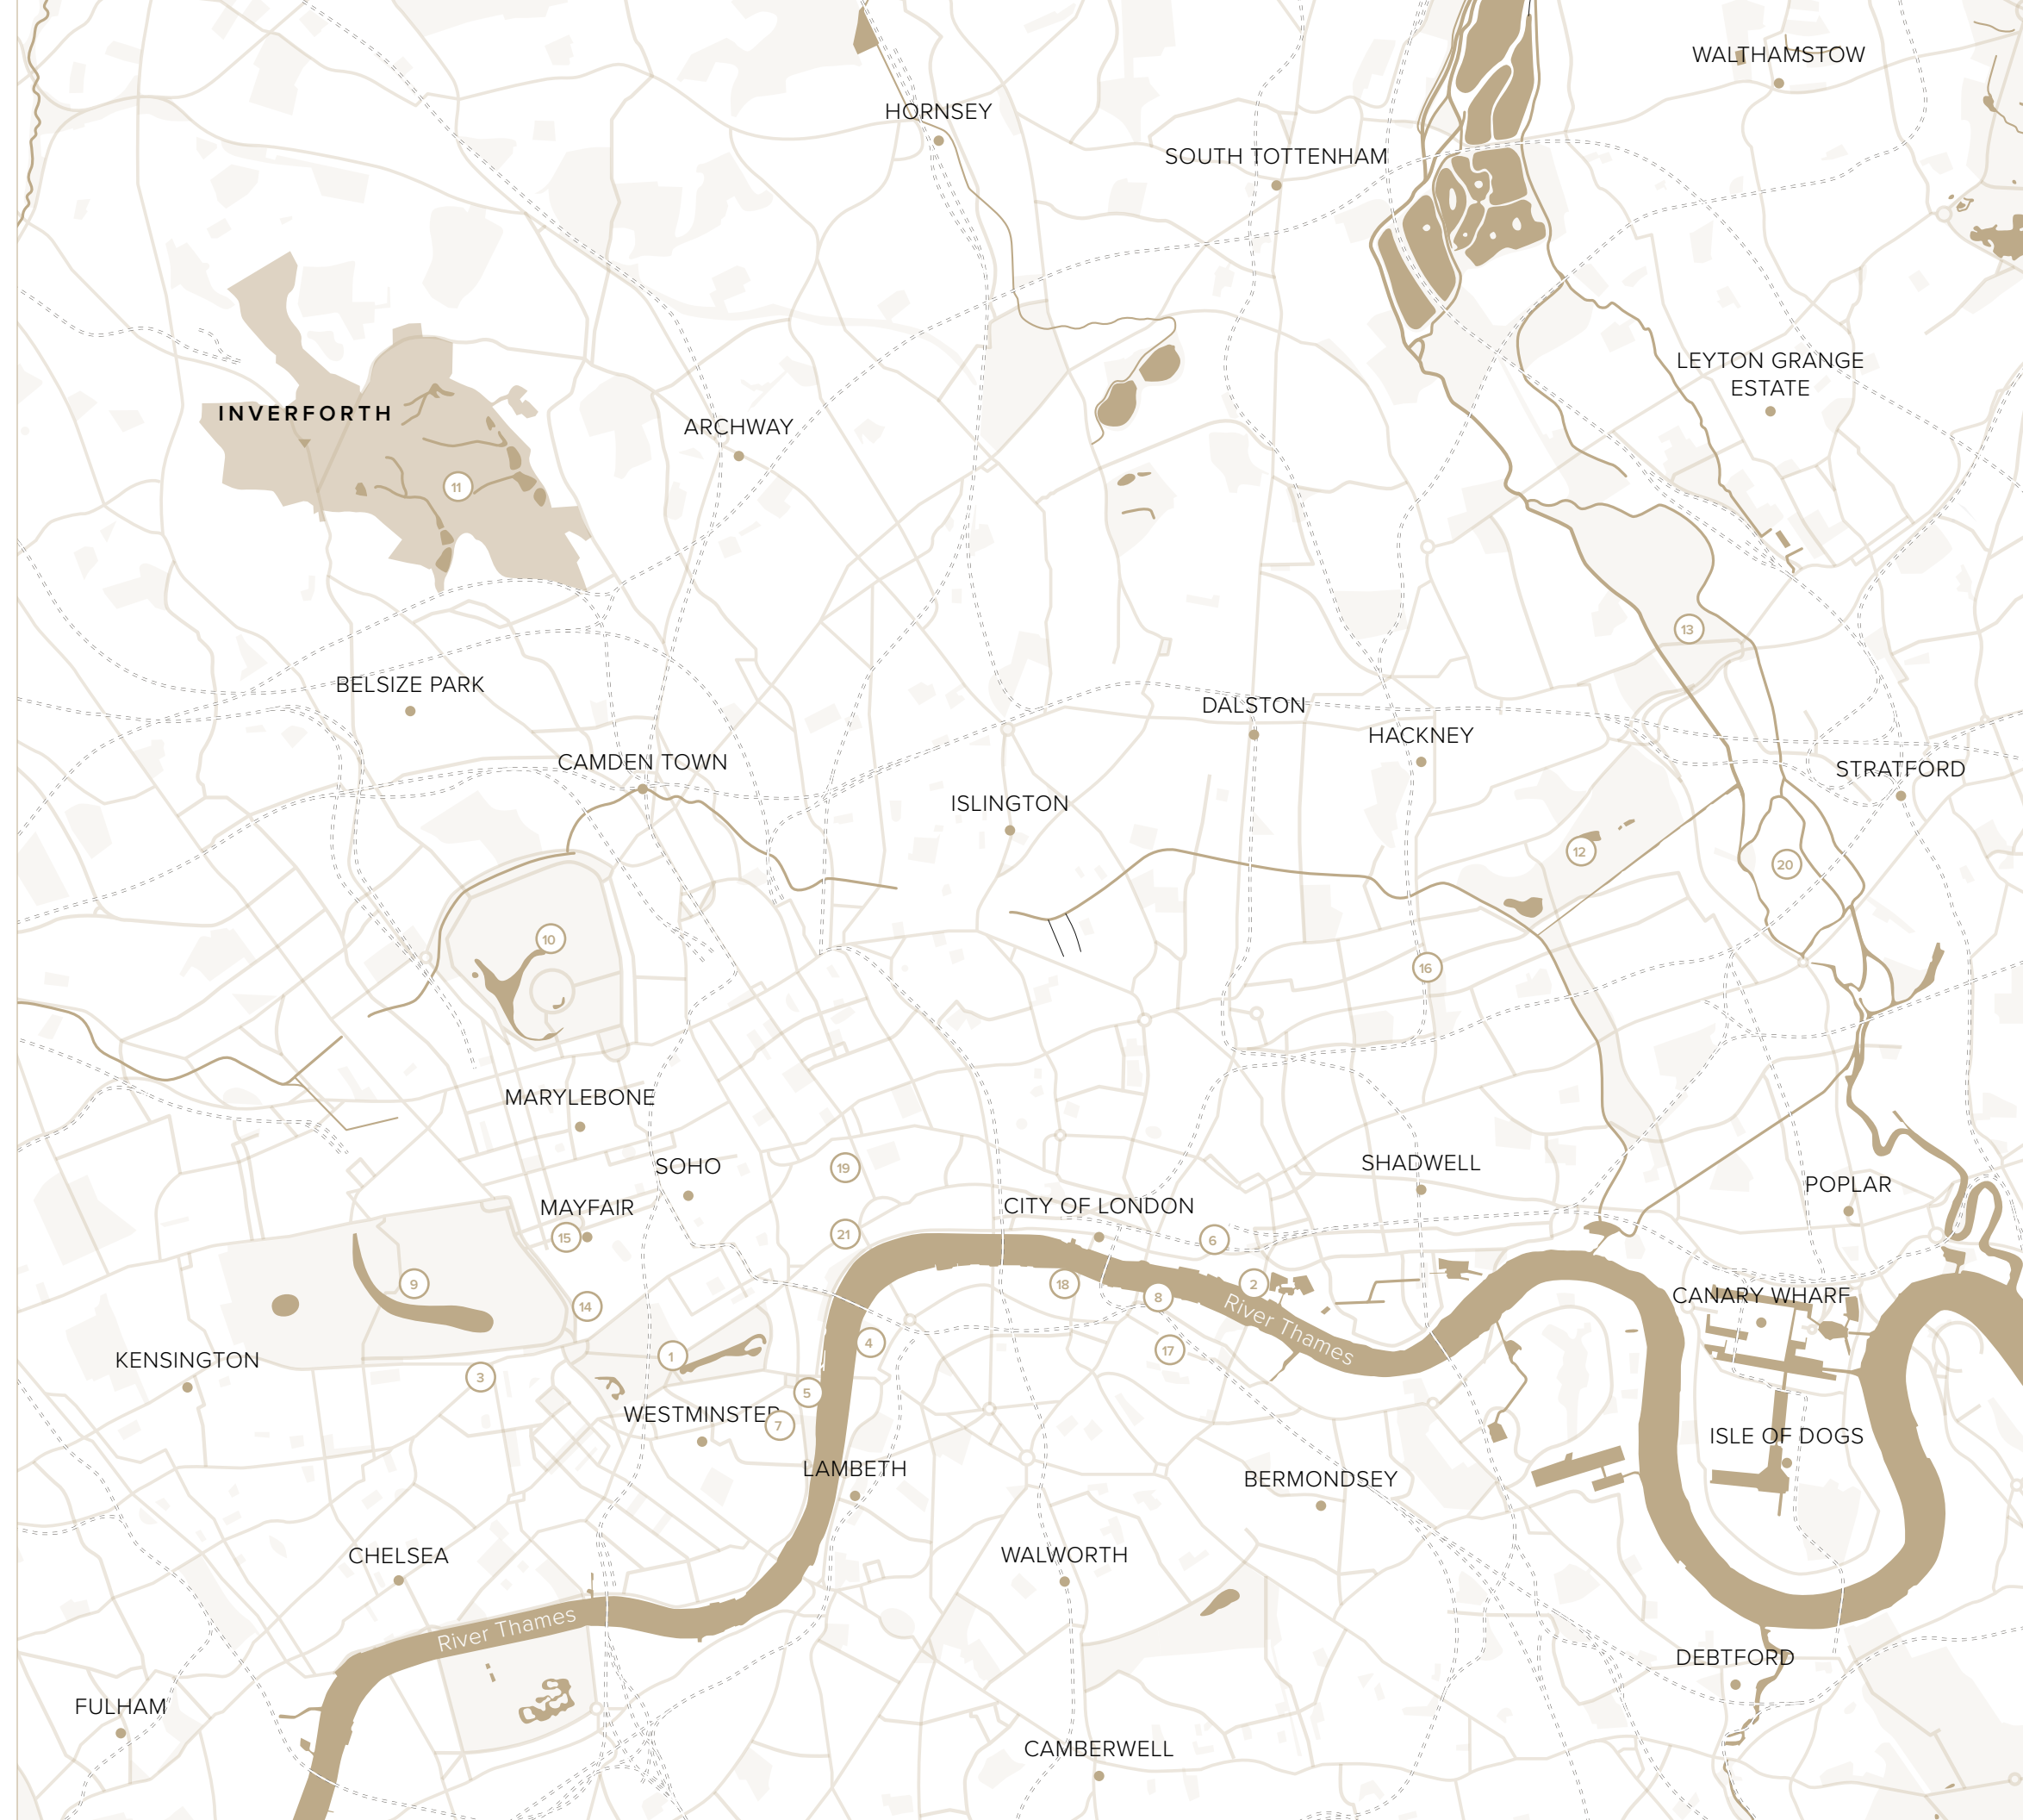 WALTHAMSTOW
HORNSEY
SOUTH TOTTENHAM
LEYTON GRANGE
ESTATE
INVERFORTH
ARCHWAY
11
13
BELSIZE PARK
DALSTON
HACKNEY
CAMDEN TOWN
STRATFORD
ISLINGTON
12
20
10
16
MARYLEBONE
SOHO
19
SHADWELL
POPLAR
MAYFAIR
CITY OF LONDON
15
21
6
9
18
2
8
CANARY WHARF
14
River Thames
4
1
17
KENSINGTON
3
5
WESTMINSTER
7
ISLE OF DOGS
LAMBETH
BERMONDSEY
CHELSEA
WALWORTH
River Thames
DEBTFORD
FULHAM
CAMBERWELL